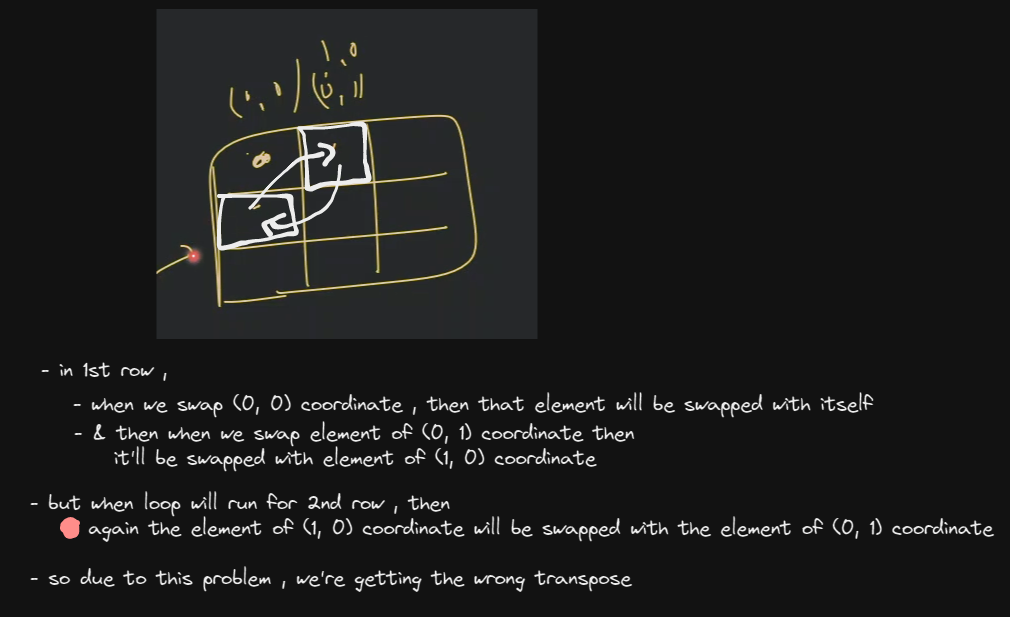 1, 0
(0, 0) (0, 1)
- in 1st row,
- when we swap (0, 0) coordinate, then that element will be swapped with itself
- & then when we swap element of (0, 1) coordinate then
it'll be swapped with element of (1, 0) coordinate
- but when loop will run for 2nd row, then
again the element of (1, 0) coordinate will be swapped with the element of (0, 1) coordinate
- so due to this problem, we're getting the wrong transpose